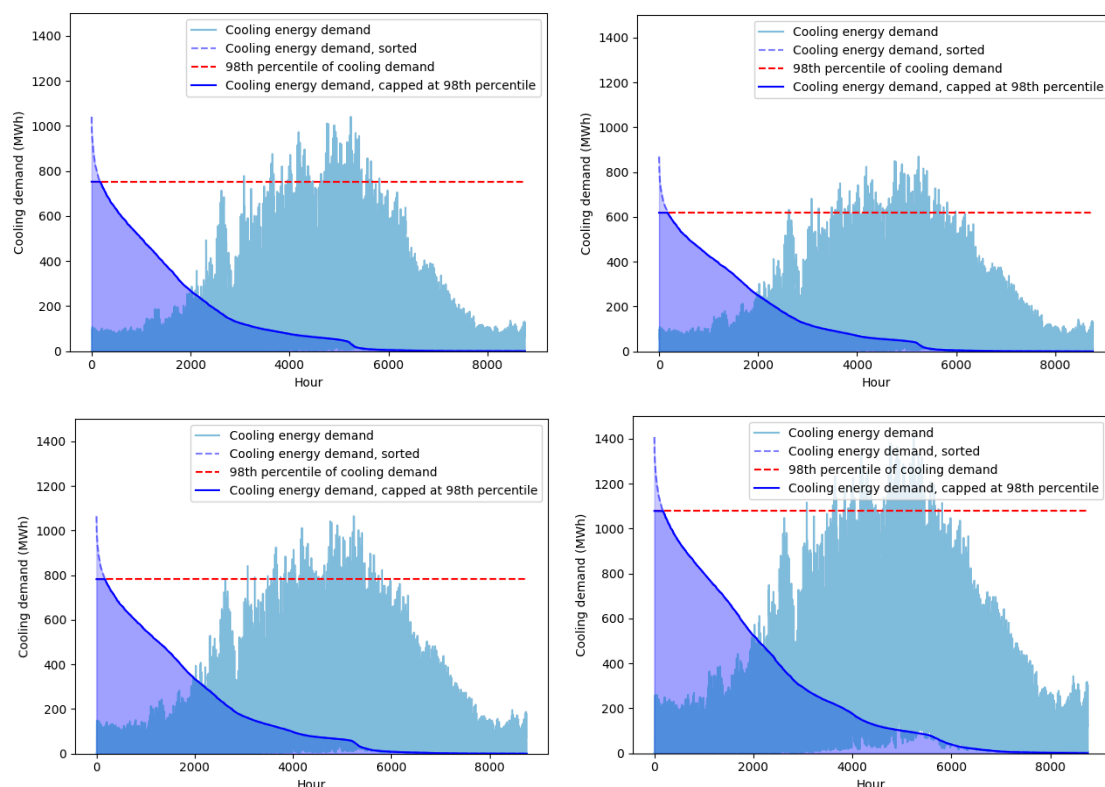 1400
1200
1000
800
600
400
200
0
Cooling demand (MWh)
Cooling energy demand
Cooling energy demand, sorted
98th percentile of cooling demand
Cooling energy demand, capped at 98th percentile
0 2000 4000 6000 8000
Hour
1400
1200
1000
800
600
400
200
0
Cooling demand (MWh)
Cooling energy demand
Cooling energy demand, sorted
98th percentile of cooling demand
Cooling energy demand, capped at 98th percentile
0 2000 4000 6000 8000
Hour
1400
1200
1000
800
600
400
200
0
Cooling demand (MWh)
Cooling energy demand
Cooling energy demand, sorted
98th percentile of cooling demand
Cooling energy demand, capped at 98th percentile
0 2000 4000 6000 8000
Hour
1400
1200
1000
800
600
400
200
0
Cooling demand (MWh)
Cooling energy demand
Cooling energy demand, sorted
98th percentile of cooling demand
Cooling energy demand, capped at 98th percentile
0 2000 4000 6000 8000
Hour